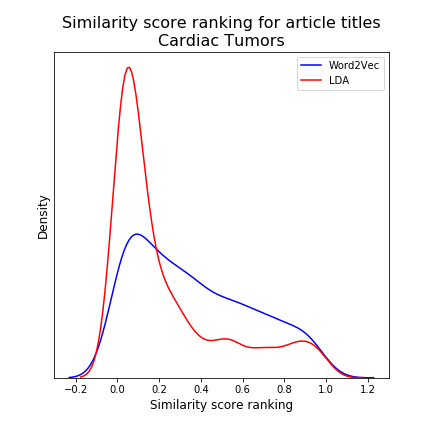 Similarity score ranking for article titles
Cardiac Tumors
Word2Vec
LDA
Density
−0.2 0.0 0.2 0.4 0.6 0.8 1.0 1.2
Similarity score ranking